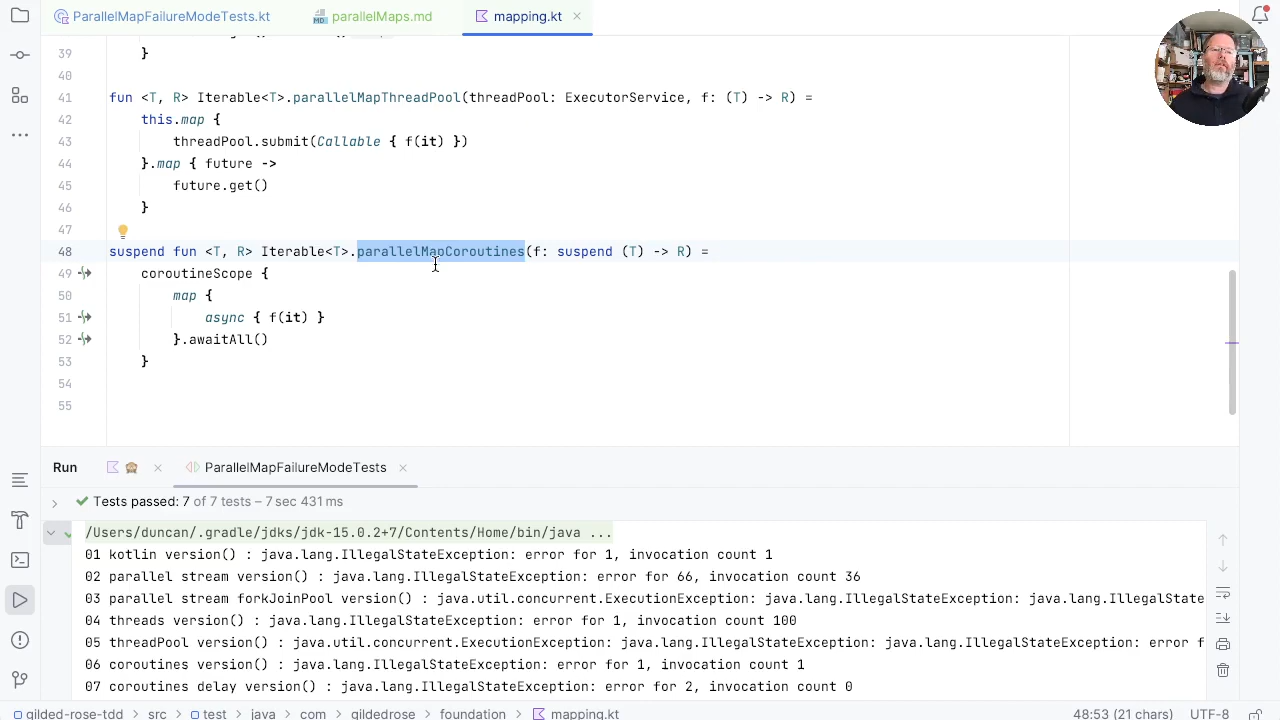 ParallelMapFailureModeTests.kt
parallelMaps.md
mapping.kt
39 }
40
41 fun <T, R> Iterable<T>.parallelMapThreadPool(threadPool: ExecutorService, f: (T) -> R) =
42 this.map {
43 threadPool.submit(Callable { f(it) })
44 }.map { future ->
45 future.get()
46 }
47
48 suspend fun <T, R> Iterable<T>.parallelMapCoroutines(f: suspend (T) -> R) =
49 coroutineScope {
50 map {
51 async { f(it) }
52 }.awaitAll()
53 }
54
55
Run
ParallelMapFailureModeTests
Tests passed: 7 of 7 tests – 7 sec 431 ms
/Users/duncan/.gradle/jdks/jdk-15.0.2+7/Contents/Home/bin/java ...
01 kotlin version() : java.lang.IllegalStateException: error for 1, invocation count 1
02 parallel stream version() : java.lang.IllegalStateException: error for 66, invocation count 36
03 parallel stream forkJoinPool version() : java.util.concurrent.ExecutionException: java.lang.IllegalStateException: java.lang.IllegalState
04 threads version() : java.lang.IllegalStateException: error for 1, invocation count 100
05 threadPool version() : java.util.concurrent.ExecutionException: java.lang.IllegalStateException: java.lang.IllegalStateException: error f
06 coroutines version() : java.lang.IllegalStateException: error for 1, invocation count 1
07 coroutines delay version() : java.lang.IllegalStateException: error for 2, invocation count 0
gilded-rose-tdd > src > test > java > com > gildedrose > foundation > mapping.kt
48:53 (21 chars)
UTF-8